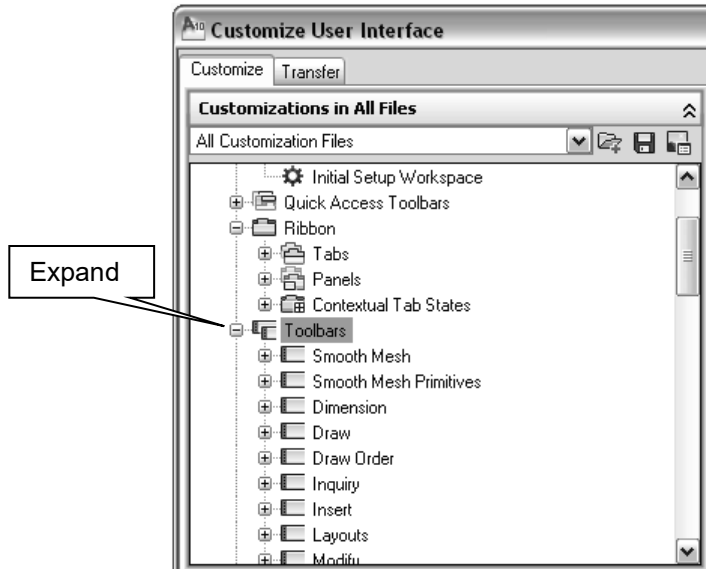 A10 Customize User Interface
Customize Transfer
Customizations in All Files
All Customization Files
Initial Setup Workspace
Quick Access Toolbars
Ribbon
Tabs
Panels
Contextual Tab States
Expand
Toolbars
Smooth Mesh
Smooth Mesh Primitives
Dimension
Draw
Draw Order
Inquiry
Insert
Layouts
Modify